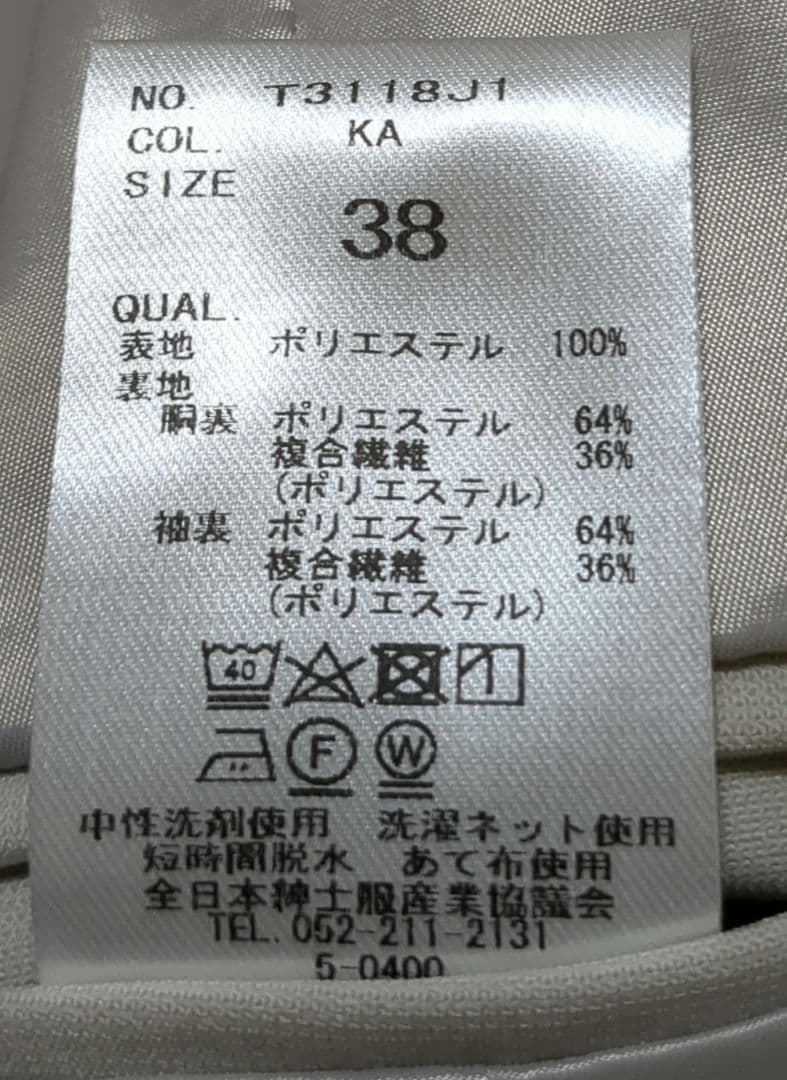 NO. T3118J1
COL. KA
SIZE
38
QUAL.
表地 ポリエステル 100%
裏地
胴裏 ポリエステル 64%
複合繊維 36%
(ポリエステル)
袖裏 ポリエステル 64%
複合繊維 36%
(ポリエステル)
40
F W
中性洗剤使用 洗濯ネット使用
短時間脱水 あて布使用
全日本紳士服産業協議会
TEL.052-211-2131
5-0400